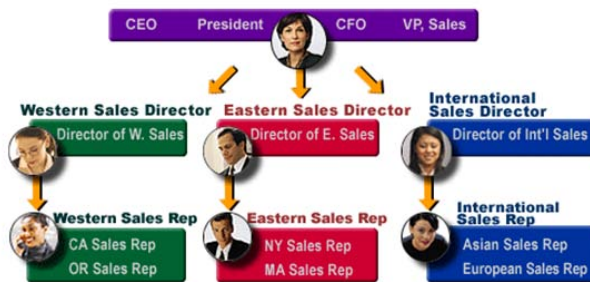 CEO President CFO VP, Sales
Western Sales Director
Director of W. Sales
Eastern Sales Director
Director of E. Sales
International
Sales Director
Director of Int'l Sales
Western Sales Rep
CA Sales Rep
OR Sales Rep
Eastern Sales Rep
NY Sales Rep
MA Sales Rep
International
Sales Rep
Asian Sales Rep
European Sales Rep